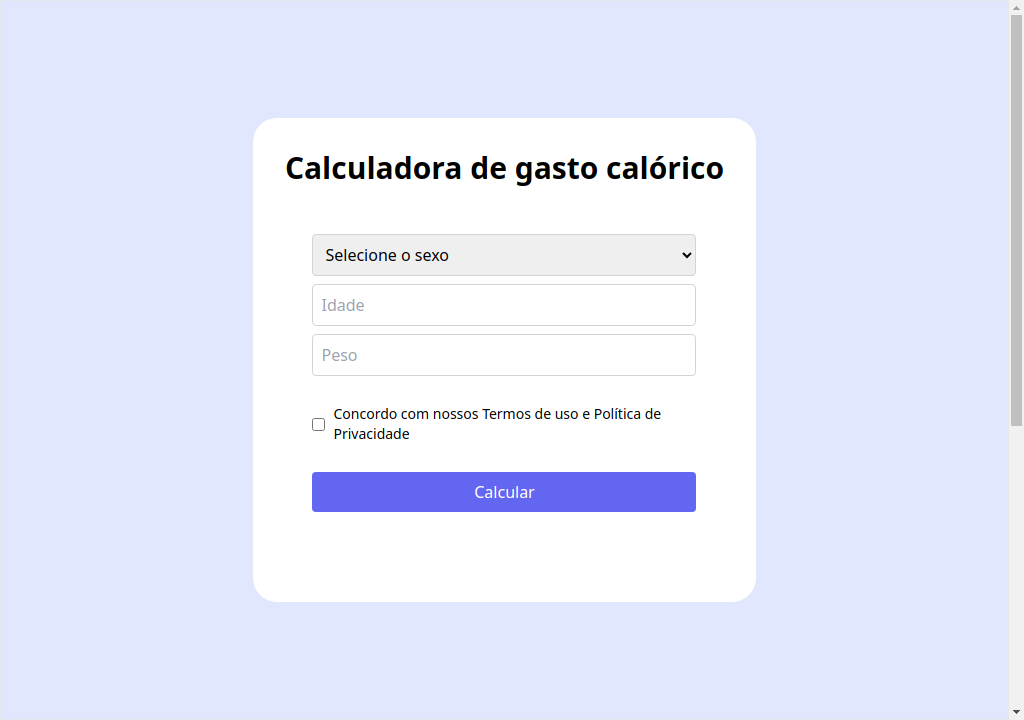 Calculadora de gasto calórico
Selecione o sexo
Idade
Peso
Concordo com nossos Termos de uso e Política de
Privacidade
Calcular